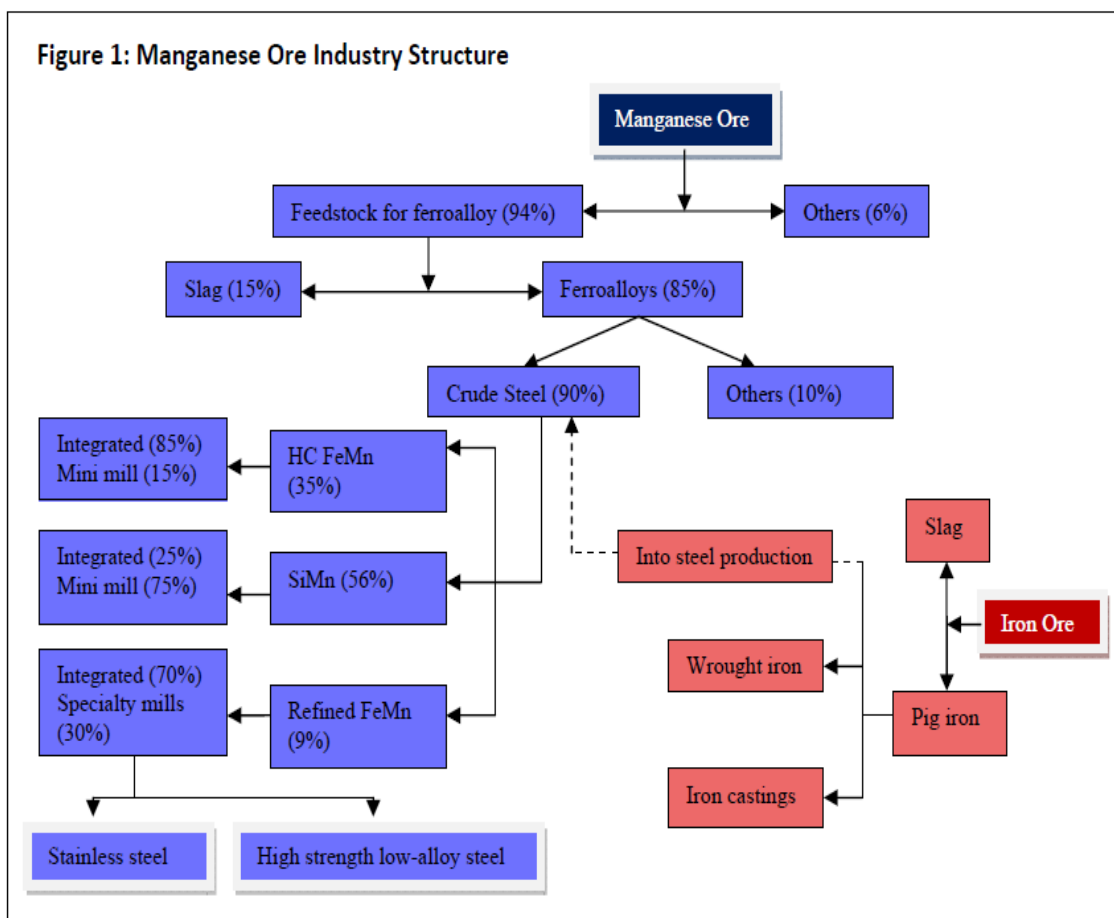 Figure 1: Manganese Ore Industry Structure
Manganese Ore
Feedstock for ferroalloy (94%)
Others (6%)
Slag (15%)
Ferroalloys (85%)
Crude Steel (90%)
Others (10%)
Integrated (85%)
Mini mill (15%)
HC FeMn
(35%)
Integrated (25%)
Mini mill (75%)
SiMn (56%)
Integrated (70%)
Specialty mills
(30%)
Refined FeMn
(9%)
Stainless steel
High strength low-alloy steel
Into steel production
Slag
Iron Ore
Wrought iron
Pig iron
Iron castings